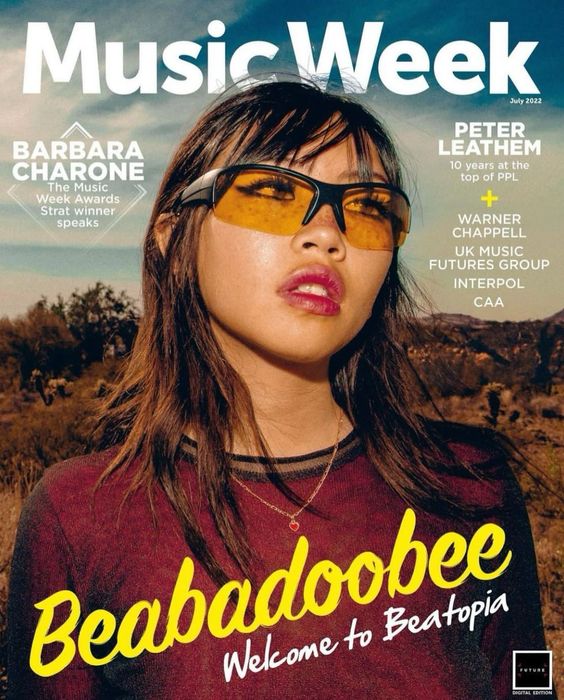 Music Week
July 2022
BARBARA
CHARONE
The Music
Week Awards
Strat winner
speaks
PETER
LEATHEM
10 years at the
top of PPL
+
WARNER
CHAPPELL
UK MUSIC
FUTURES GROUP
INTERPOL
CAA
Beabadoobee
Welcome to Beatopia
FUTURE
DIGITAL EDITION